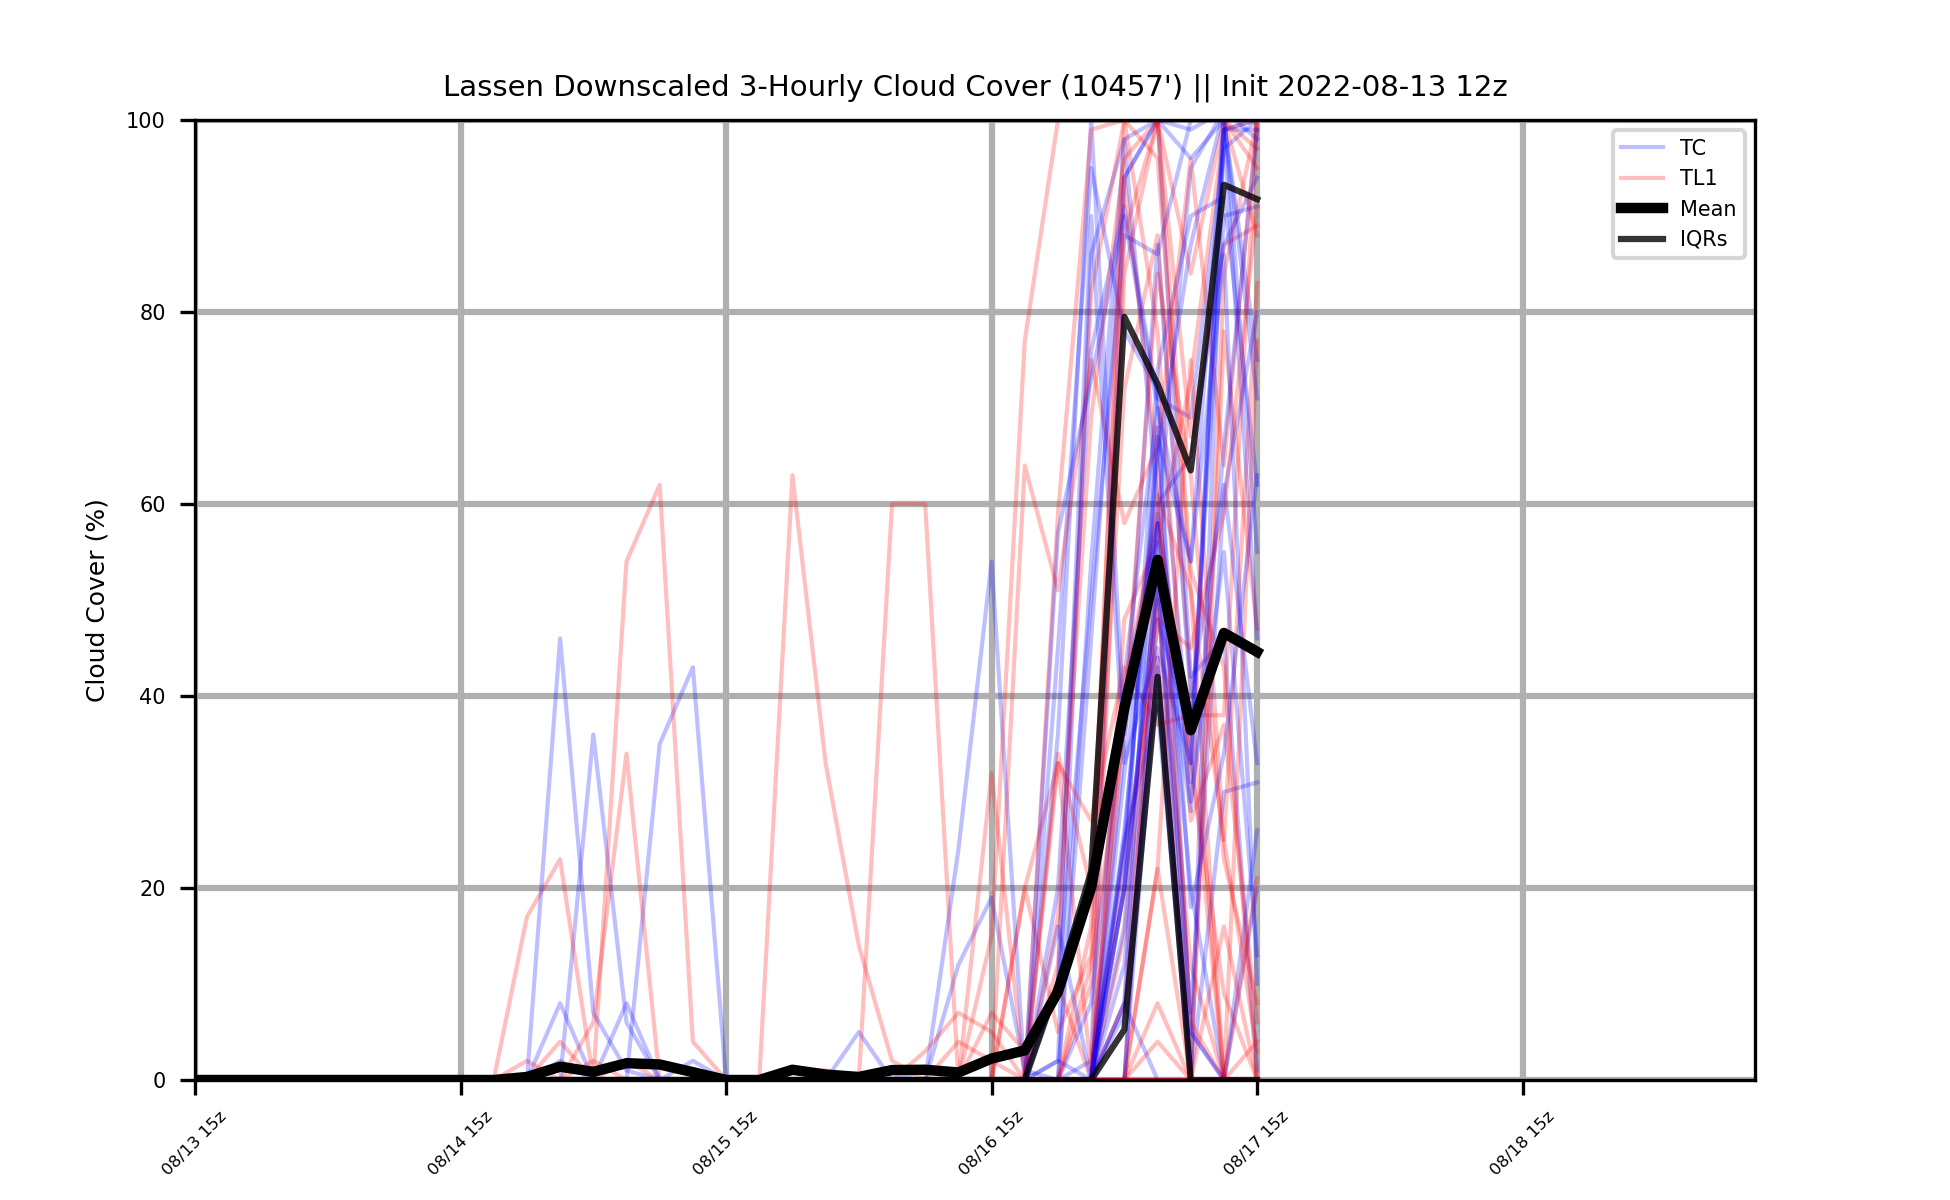 Lassen Downscaled 3-Hourly Cloud Cover (10457') || Init 2022-08-13 12z
Cloud Cover (%)
100
80
60
40
20
0
TC
TL1
Mean
IQRs
08/13 15z
08/14 15z
08/15 15z
08/16 15z
08/17 15z
08/18 15z